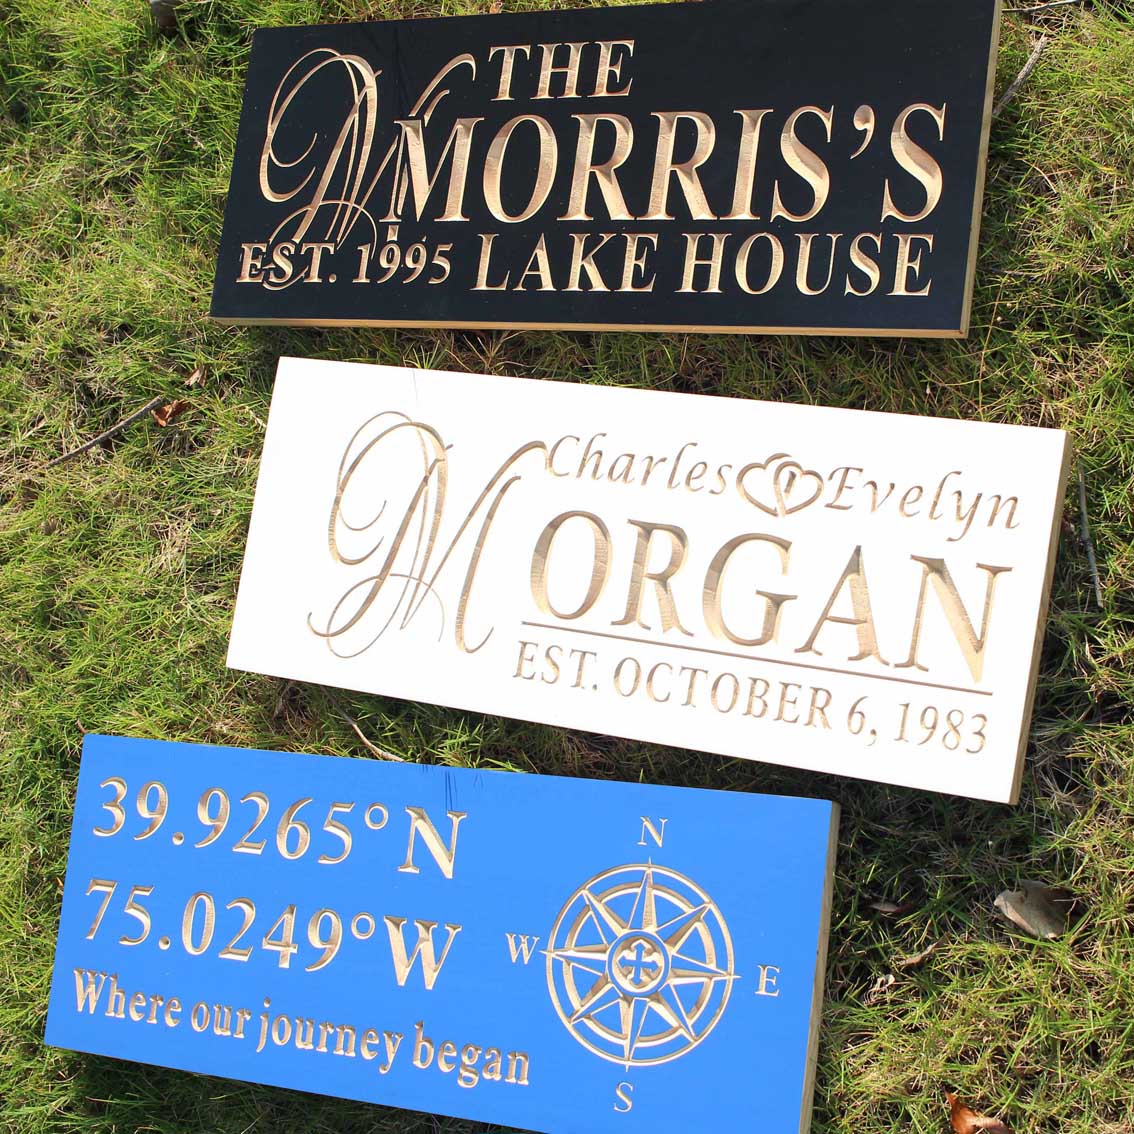 THE
MORRIS'S
EST. 1995 LAKE HOUSE
Charles Evelyn
MORGAN
EST. OCTOBER 6, 1983
39.9265° N
75.0249° W
Where our journey began
N
W E
S